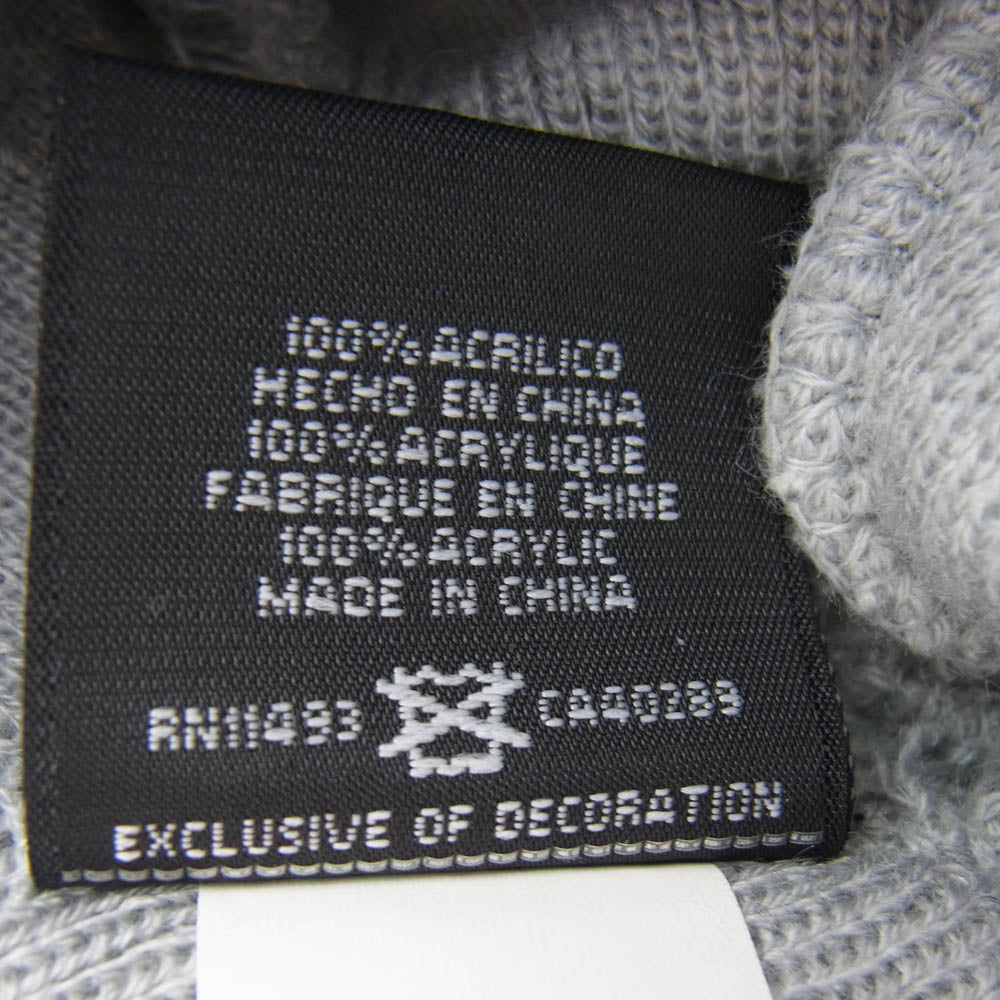 100% ACRILICO
HECHO EN CHINA
100% ACRYLIQUE
FABRIQUE EN CHINE
100% ACRYLIC
MADE IN CHINA
RN11493 CA40289
EXCLUSIVE OF DECORATION